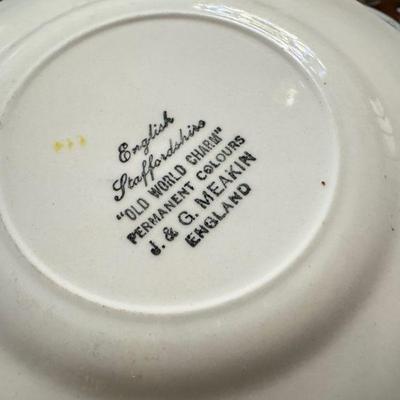 English
Staffordshire
"OLD WORLD CHARM"
PERMANENT COLOURS
J. & G. MEAKIN
ENGLAND